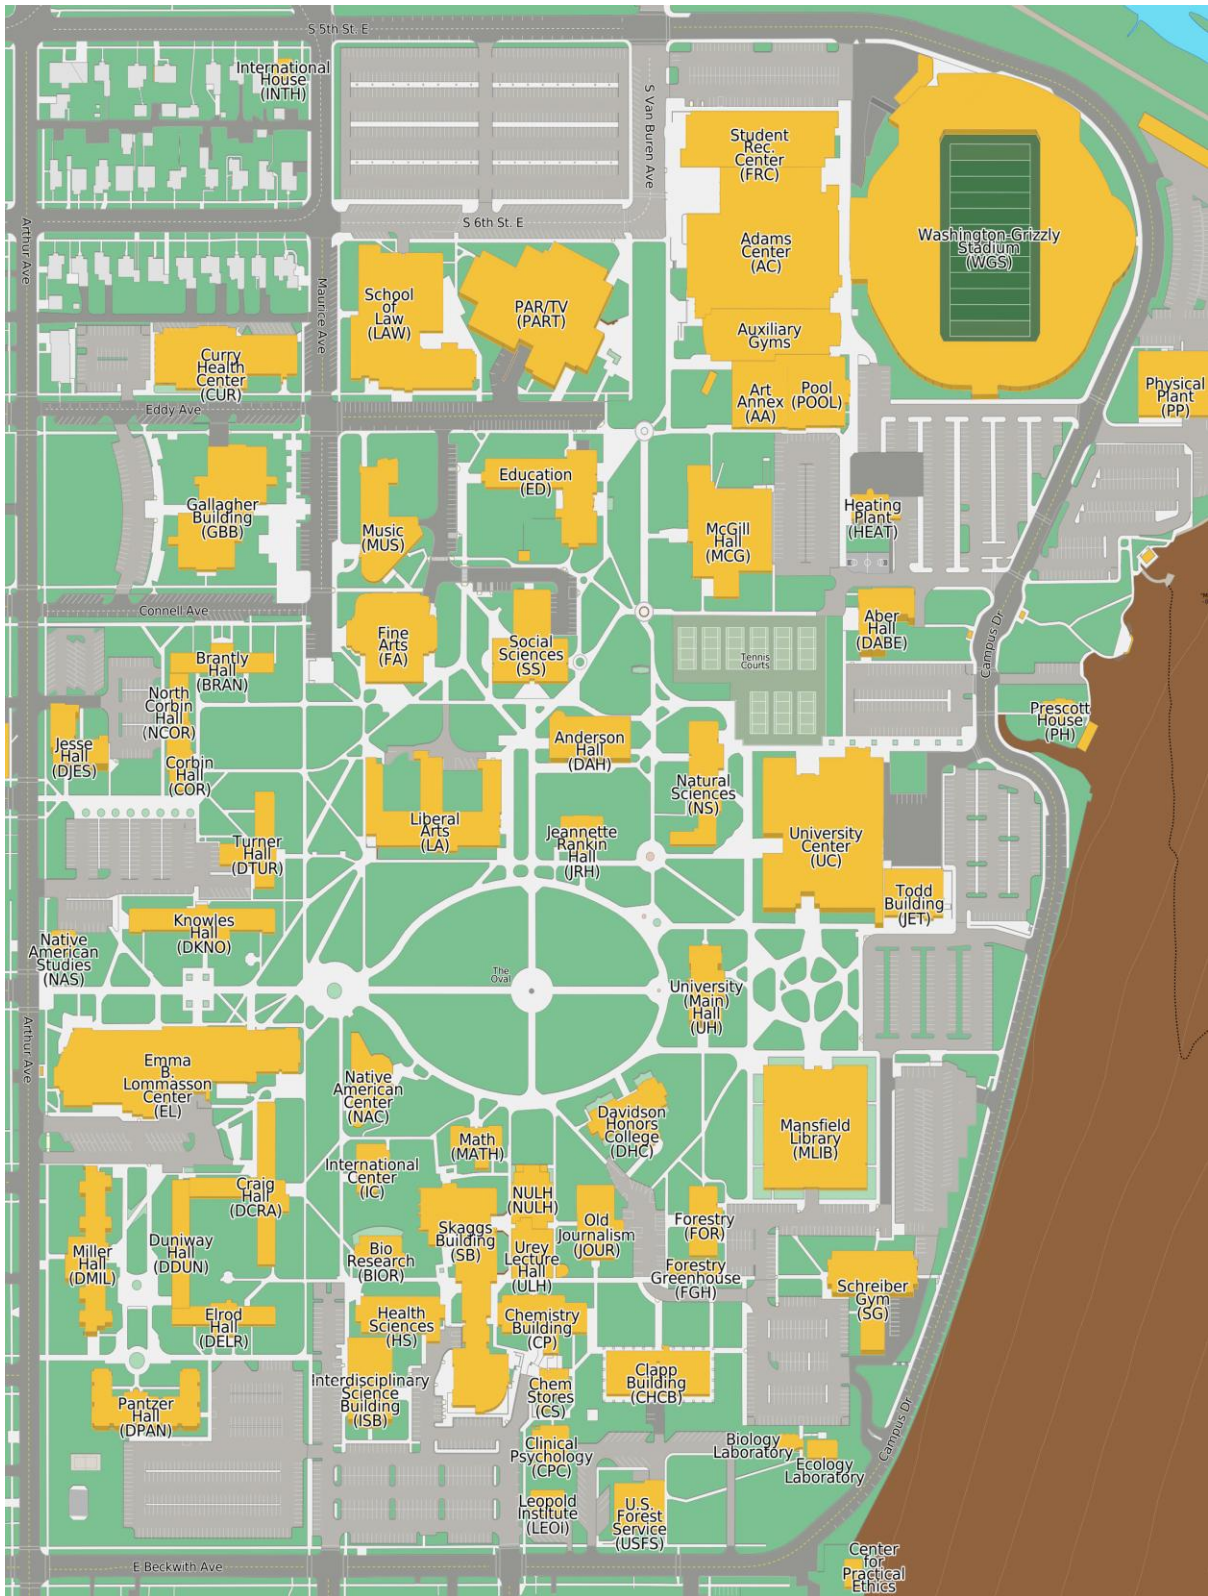 S 5th St. E
International
House
(INTH)
S Van Buren Ave
Student
Rec.
Center
(FRC)
Arthur Ave
S 6th St. E
Washington-Grizzly
Stadium
(WGS)
Adams
Center
(AC)
Maurice Ave
School
of
Law
(LAW)
PAR/TV
(PART)
Auxiliary
Gyms
Curry
Health
Center
(CUR)
Art
Annex
(AA)
Pool
(POOL)
Physical
Plant
(PP)
Eddy Ave
Gallagher
Building
(GBB)
Music
(MUS)
Education
(ED)
McGill
Hall
(MCG)
Heating
Plant
(HEAT)
Connell Ave
Fine
Arts
(FA)
Social
Sciences
(SS)
Tennis
Courts
Aber
Hall
(DABE)
Campus Dr
Brantly
Hall
(BRAN)
North
Corbin
Hall
(NCOR)
Jesse
Hall
(DJES)
Corbin
Hall
(COR)
Anderson
Hall
(DAH)
Prescott
House
(PH)
Natural
Sciences
(NS)
Liberal
Arts
(LA)
Jeannette
Rankin
Hall
(JRH)
University
Center
(UC)
Turner
Hall
(DTUR)
Todd
Building
(JET)
Knowles
Hall
(DKNO)
Native
American
Studies
(NAS)
The
Oval
University
(Main)
Hall
(UH)
Arthur Ave
Emma
B.
Lommasson
Center
(EL)
Native
American
Center
(NAC)
Davidson
Honors
College
(DHC)
Math
(MATH)
Mansfield
Library
(MLIB)
International
Center
(IC)
Craig
Hall
(DCRA)
NULH
(NULH)
Skaggs
Building
(SB)
Old
Journalism
(JOUR)
Forestry
(FOR)
Miller
Hall
(DMIL)
Duniway
Hall
(DDUN)
Bio
Research
(BIOR)
Urey
Lecture
Hall
(ULH)
Forestry
Greenhouse
(FGH)
Schreiber
Gym
(SG)
Elrod
Hall
(DELR)
Health
Sciences
(HS)
Chemistry
Building
(CP)
Interdisciplinary
Science
Building
(ISB)
Chem
Stores
(CS)
Clapp
Building
(CHCB)
Pantzer
Hall
(DPAN)
Campus Dr
Clinical
Psychology
(CPC)
Biology
Laboratory
Ecology
Laboratory
Leopold
Institute
(LEOi)
U.S.
Forest
Service
(USFS)
E Beckwith Ave
Center
for
Practical
Ethics